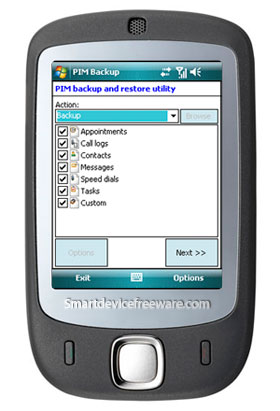 PIM Backup
PIM backup and restore utility
Action:
Backup
Browse
Appointments
Call logs
Contacts
Messages
Speed dials
Tasks
Custom
Options
Next >>
Exit
Options
Smartdevicefreeware.com